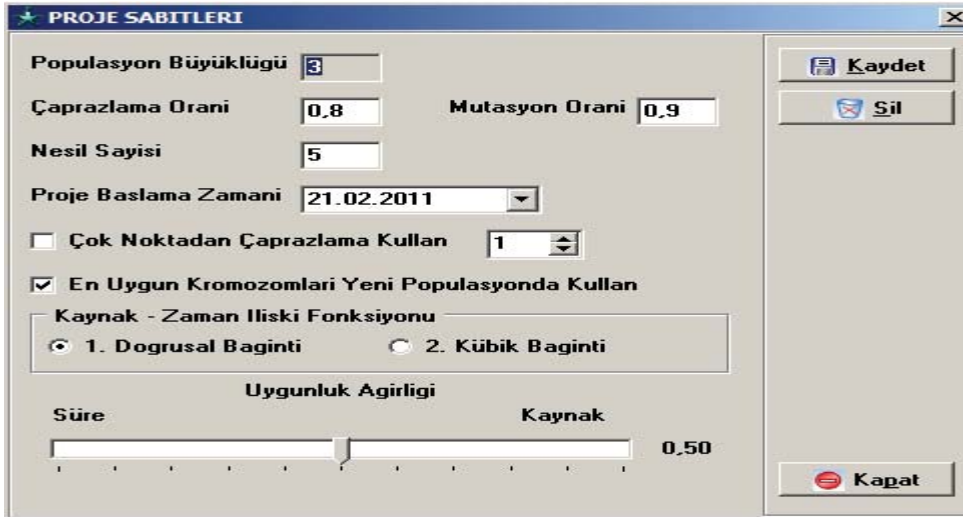 PROJE SABITLERI
Populasyon Büyüklügü 3
Kaydet
Çaprazlama Orani 0,8 Mutasyon Orani 0,9
Sil
Nesil Sayisi 5
Proje Baslama Zamani 21.02.2011
Çok Noktadan Çaprazlama Kullan 1
En Uygun Kromozomlari Yeni Populasyonda Kullan
Kaynak - Zaman Iliski Fonksiyonu
1. Dogrusal Baginti 2. Kübik Baginti
Uygunluk Agirligi
Süre Kaynak
0,50
Kapat